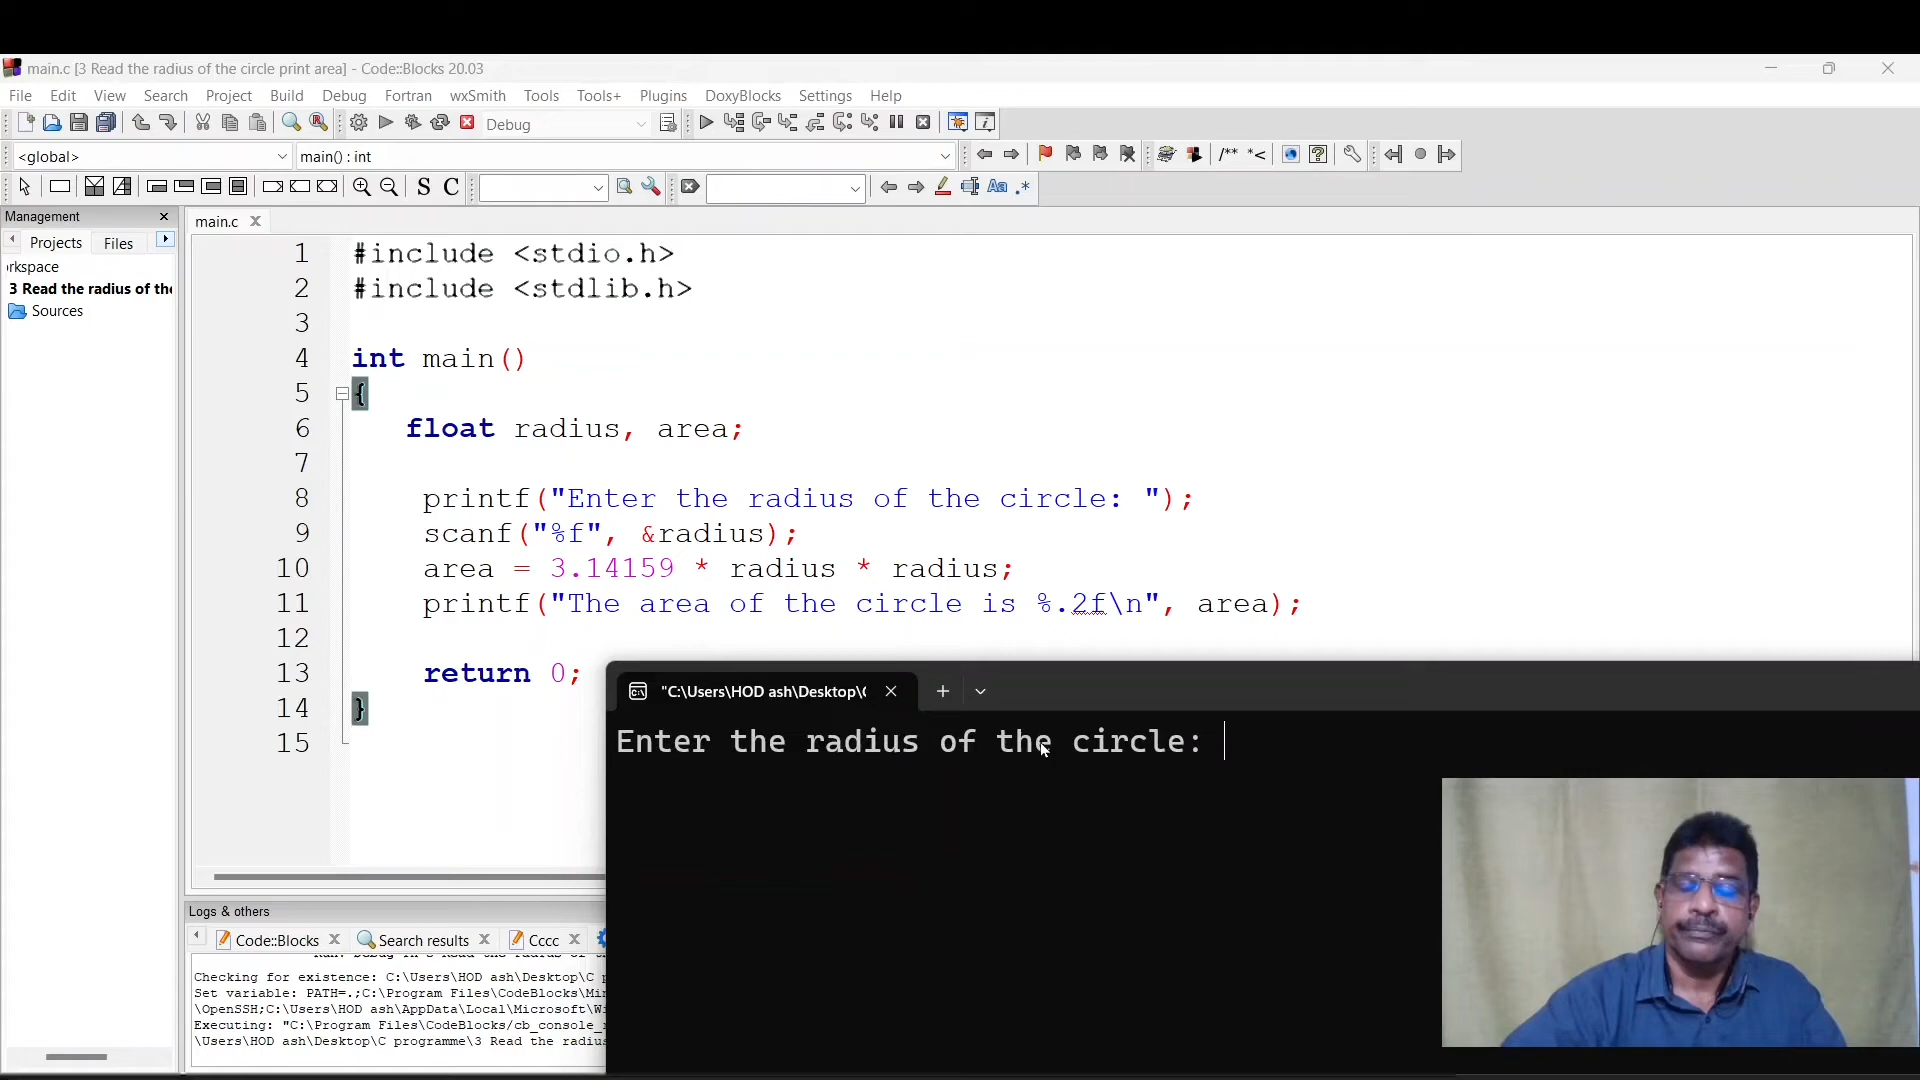 main.c [3 Read the radius of the circle print area] - Code::Blocks 20.03
File Edit View Search Project Build Debug Fortran wxSmith Tools Tools+ Plugins DoxyBlocks Settings Help
Debug
<global> main() : int /** *<
S C Aa .*
Management
Projects Files
rkspace
3 Read the radius of the
Sources
main.c
1 #include <stdio.h>
2 #include <stdlib.h>
3
4 int main()
5 {
6 float radius, area;
7
8 printf("Enter the radius of the circle: ");
9 scanf("%f", &radius);
10 area = 3.14159 * radius * radius;
11 printf("The area of the circle is %.2f\n", area);
12
13 return 0;
14 }
15
"C:\Users\HOD ash\Desktop\
Enter the radius of the circle:
Logs & others
Code::Blocks Search results Cccc
Checking for existence: C:\Users\HOD ash\Desktop\C p
Set variable: PATH=.;C:\Program Files\CodeBlocks\Min
\OpenSSH;C:\Users\HOD ash\AppData\Local\Microsoft\Wi
Executing: "C:\Program Files\CodeBlocks/cb_console_
\Users\HOD ash\Desktop\C programme\3 Read the radius